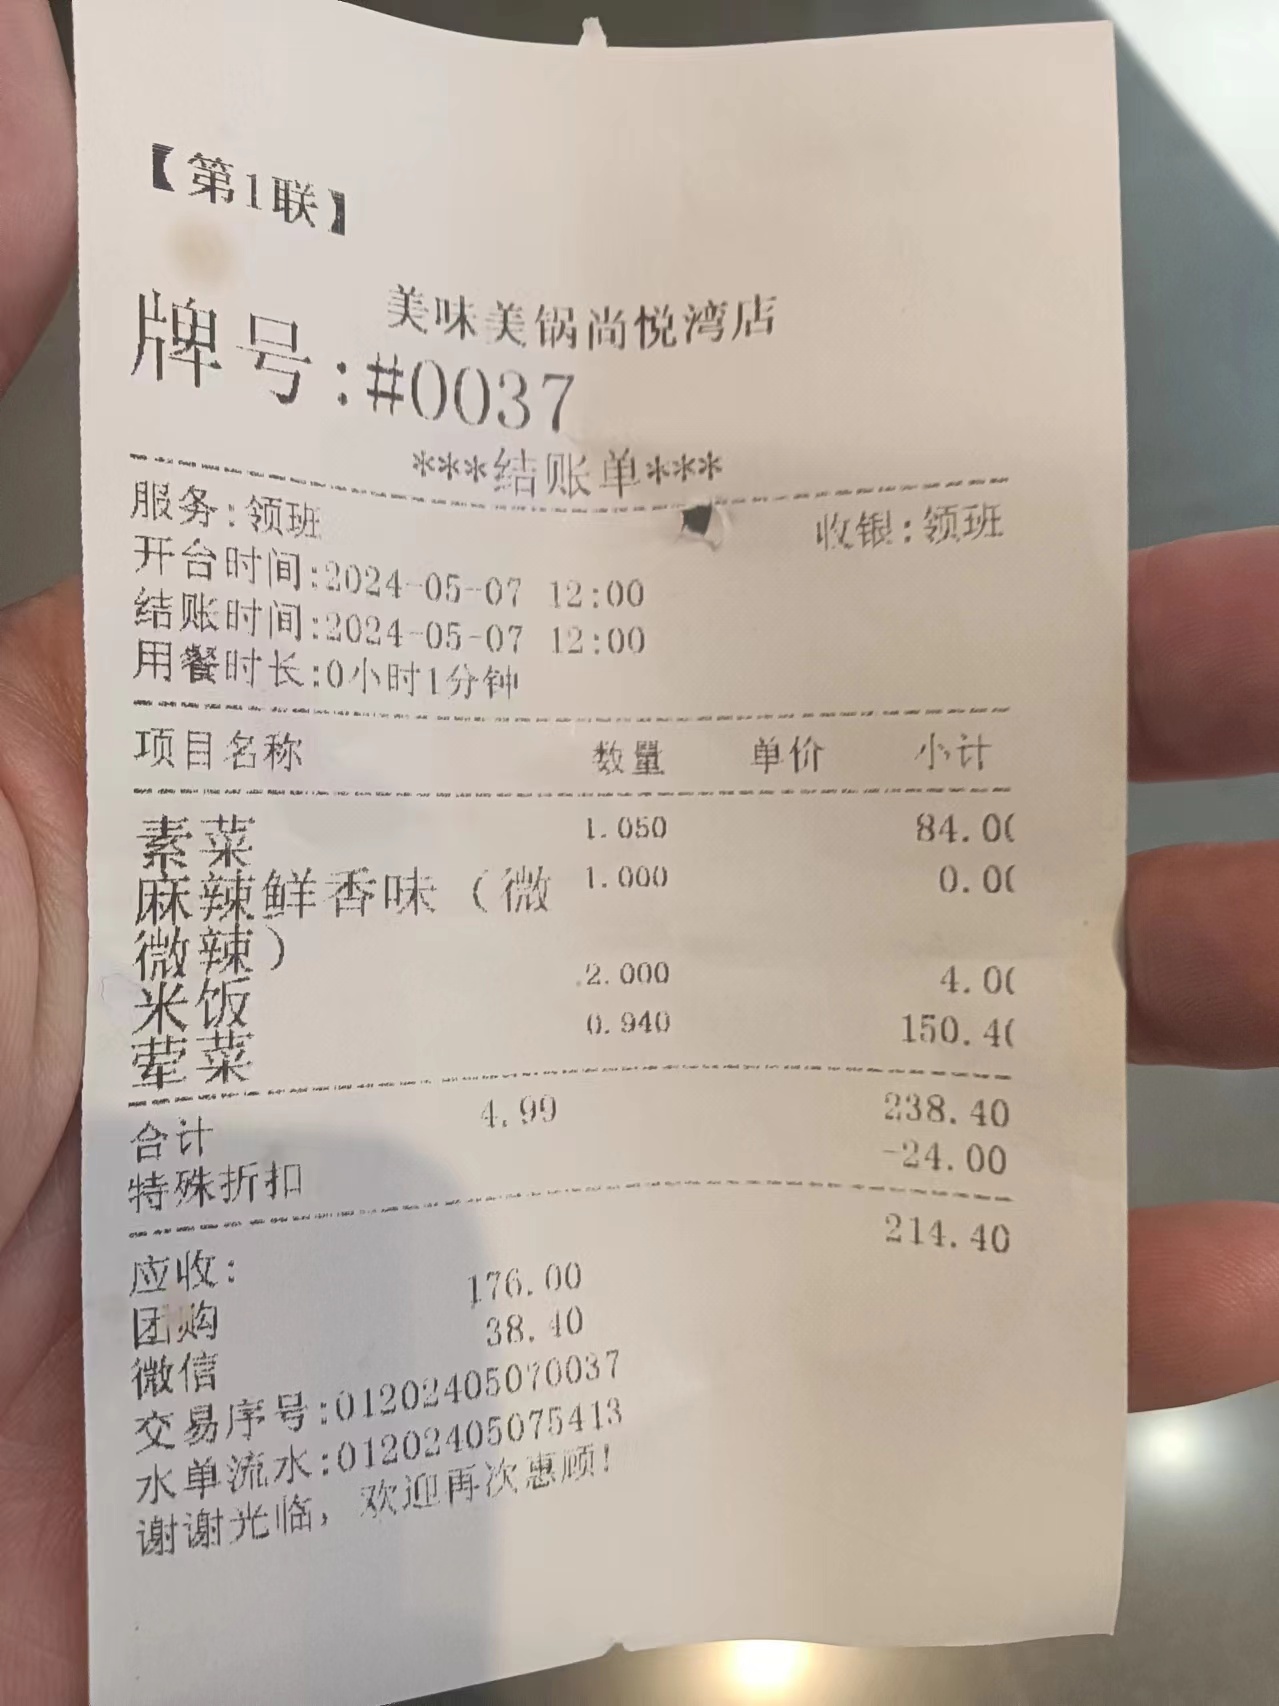 【第1联】
美味美锅尚悦湾店
牌号:#0037
***结账单***
服务:领班 收银:领班
开台时间:2024-05-07 12:00
结账时间:2024-05-07 12:00
用餐时长:0小时1分钟
项目名称 数量 单价 小计
素菜 1.050 84.00
麻辣鲜香味（微 1.000 0.00
微辣）
米饭 2.000 4.00
荤菜 0.940 150.40
合计 4.99 238.40
特殊折扣 -24.00
应收: 214.40
团购 176.00
微信 38.40
交易序号:01202405070037
水单流水:01202405075413
谢谢光临，欢迎再次惠顾!